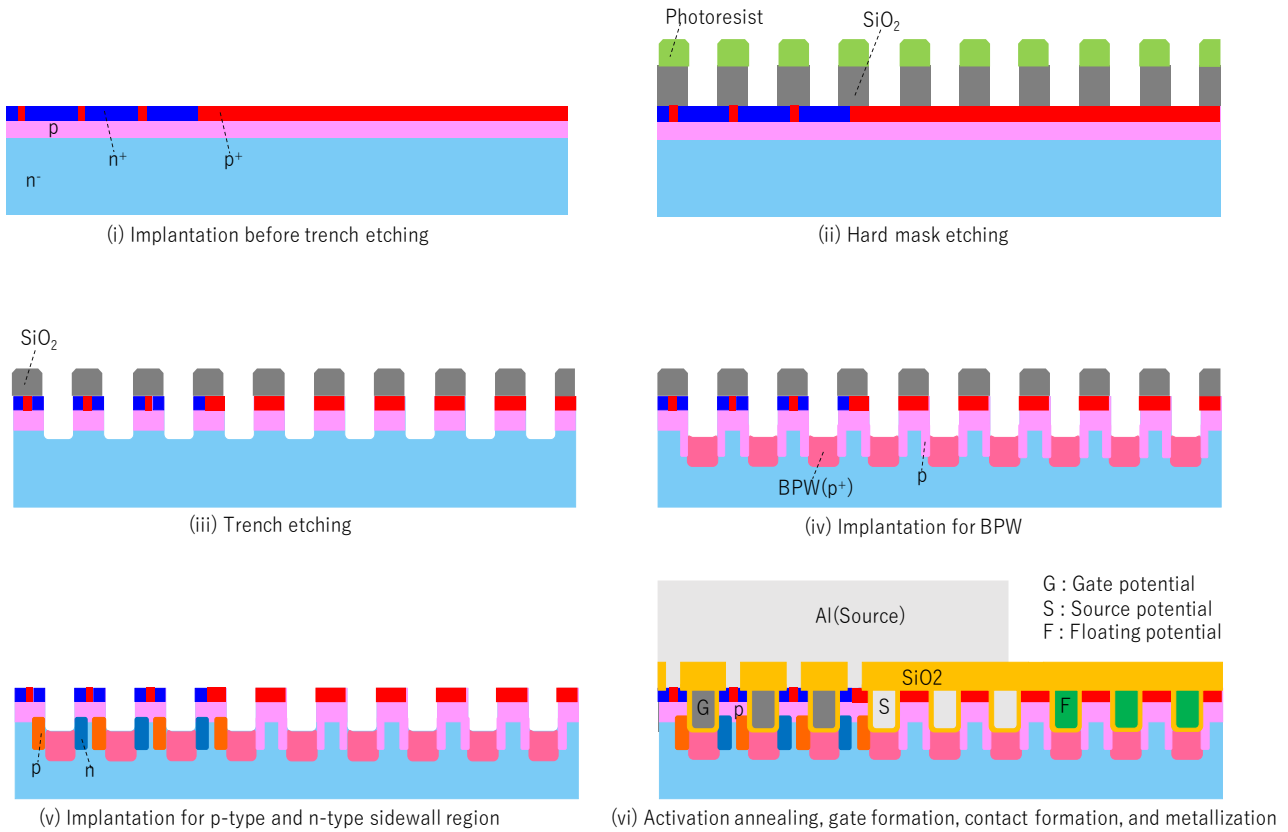 Photoresist
SiO₂
p
n⁺
p⁺
n⁻
(i) Implantation before trench etching
(ii) Hard mask etching
SiO₂
BPW(p⁺)
p
(iii) Trench etching
(iv) Implantation for BPW
G : Gate potential
S : Source potential
F : Floating potential
Al(Source)
SiO2
G
p
S
F
p
n
(v) Implantation for p-type and n-type sidewall region
(vi) Activation annealing, gate formation, contact formation, and metallization